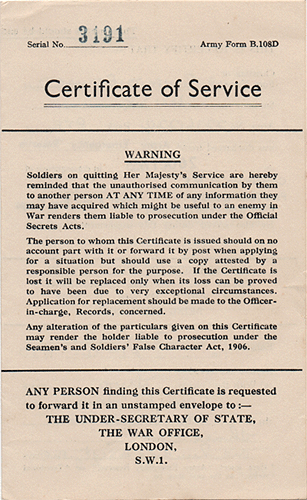 Serial No. 3191 Army Form B.108D
Certificate of Service
WARNING
Soldiers on quitting Her Majesty's Service are hereby
reminded that the unauthorised communication by them
to another person AT ANY TIME of any information they
may have acquired which might be useful to an enemy in
War renders them liable to prosecution under the Official
Secrets Acts.
The person to whom this Certificate is issued should on no
account part with it or forward it by post when applying
for a situation but should use a copy attested by a
responsible person for the purpose. If the Certificate is
lost it will be replaced only when its loss can be proved
to have been due to very exceptional circumstances.
Application for replacement should be made to the Officer-
in-charge, Records, concerned.
Any alteration of the particulars given on this Certificate
may render the holder liable to prosecution under the
Seamen's and Soldiers' False Character Act, 1906.
ANY PERSON finding this Certificate is requested
to forward it in an unstamped envelope to :—
THE UNDER-SECRETARY OF STATE,
THE WAR OFFICE,
LONDON,
S.W.1.